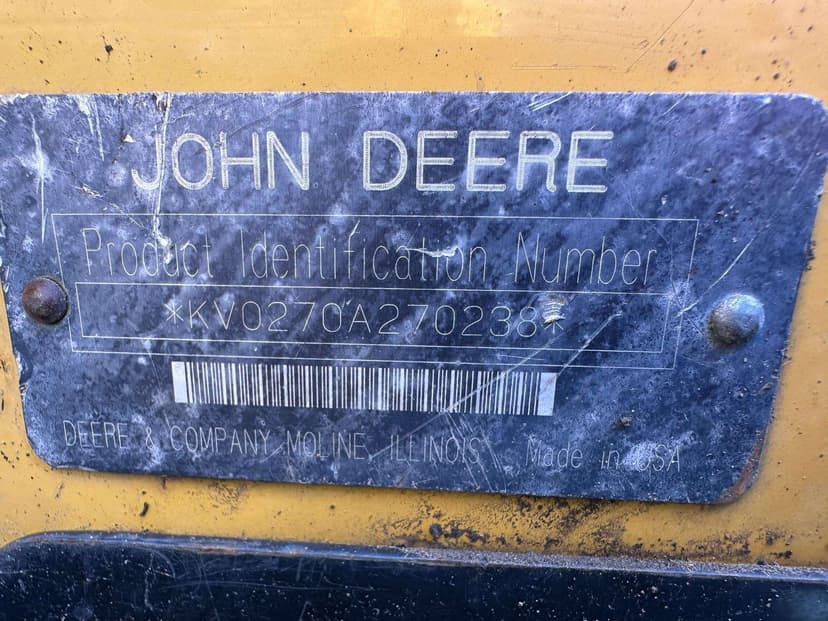 JOHN DEERE
Product Identification Number
*KV0270A270238*
DEERE & COMPANY MOLINE, ILLINOIS Made in USA